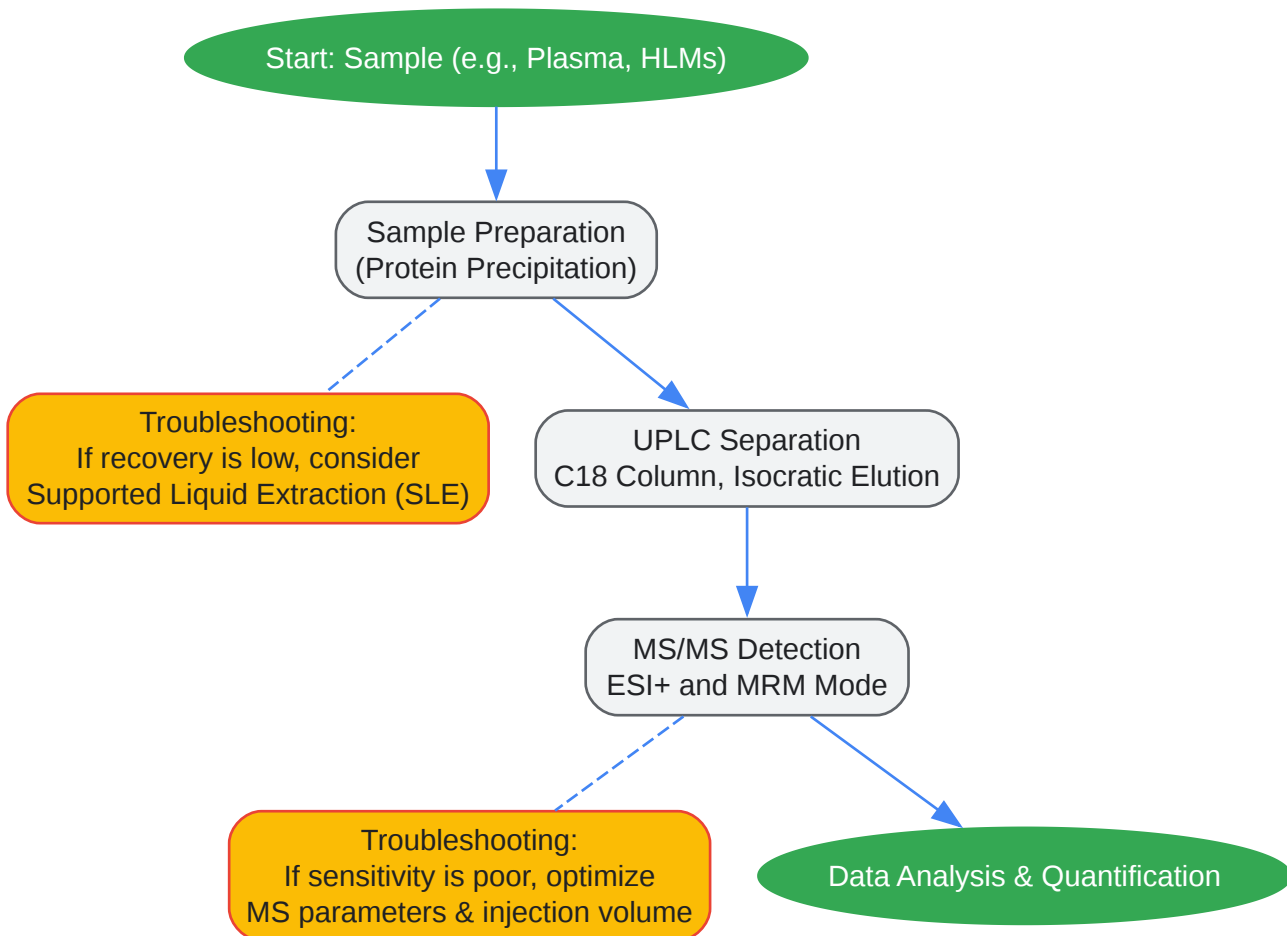 Start: Sample (e.g., Plasma, HLMs)
Sample Preparation
(Protein Precipitation)
Troubleshooting:
If recovery is low, consider
Supported Liquid Extraction (SLE)
UPLC Separation
C18 Column, Isocratic Elution
MS/MS Detection
ESI+ and MRM Mode
Troubleshooting:
If sensitivity is poor, optimize
MS parameters & injection volume
Data Analysis & Quantification